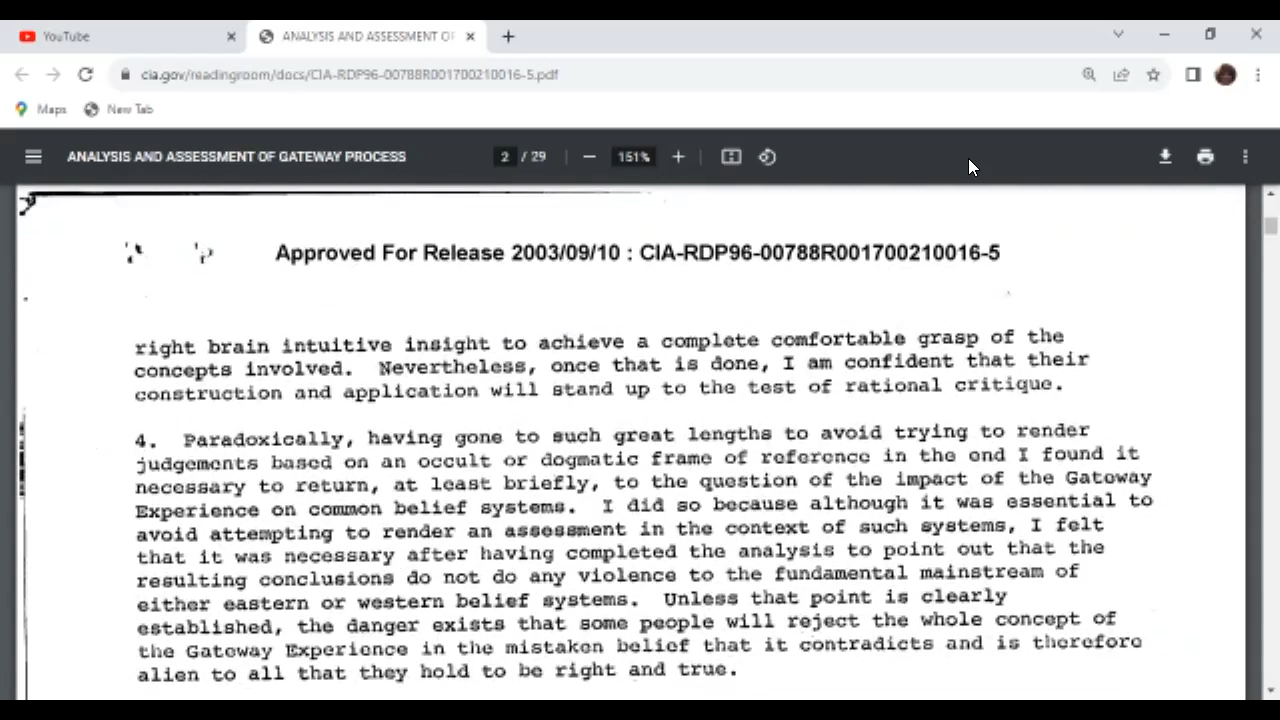 YouTube
ANALYSIS AND ASSESSMENT OF
cia.gov/readingroom/docs/CIA-RDP96-00788R001700210016-5.pdf
Maps
New Tab
ANALYSIS AND ASSESSMENT OF GATEWAY PROCESS
2 / 29
151%
Approved For Release 2003/09/10 : CIA-RDP96-00788R001700210016-5
right brain intuitive insight to achieve a complete comfortable grasp of the
concepts involved. Nevertheless, once that is done, I am confident that their
construction and application will stand up to the test of rational critique.
4. Paradoxically, having gone to such great lengths to avoid trying to render
judgements based on an occult or dogmatic frame of reference in the end I found it
necessary to return, at least briefly, to the question of the impact of the Gateway
Experience on common belief systems. I did so because although it was essential to
avoid attempting to render an assessment in the context of such systems, I felt
that it was necessary after having completed the analysis to point out that the
resulting conclusions do not do any violence to the fundamental mainstream of
either eastern or western belief systems. Unless that point is clearly
established, the danger exists that some people will reject the whole concept of
the Gateway Experience in the mistaken belief that it contradicts and is therefore
alien to all that they hold to be right and true.